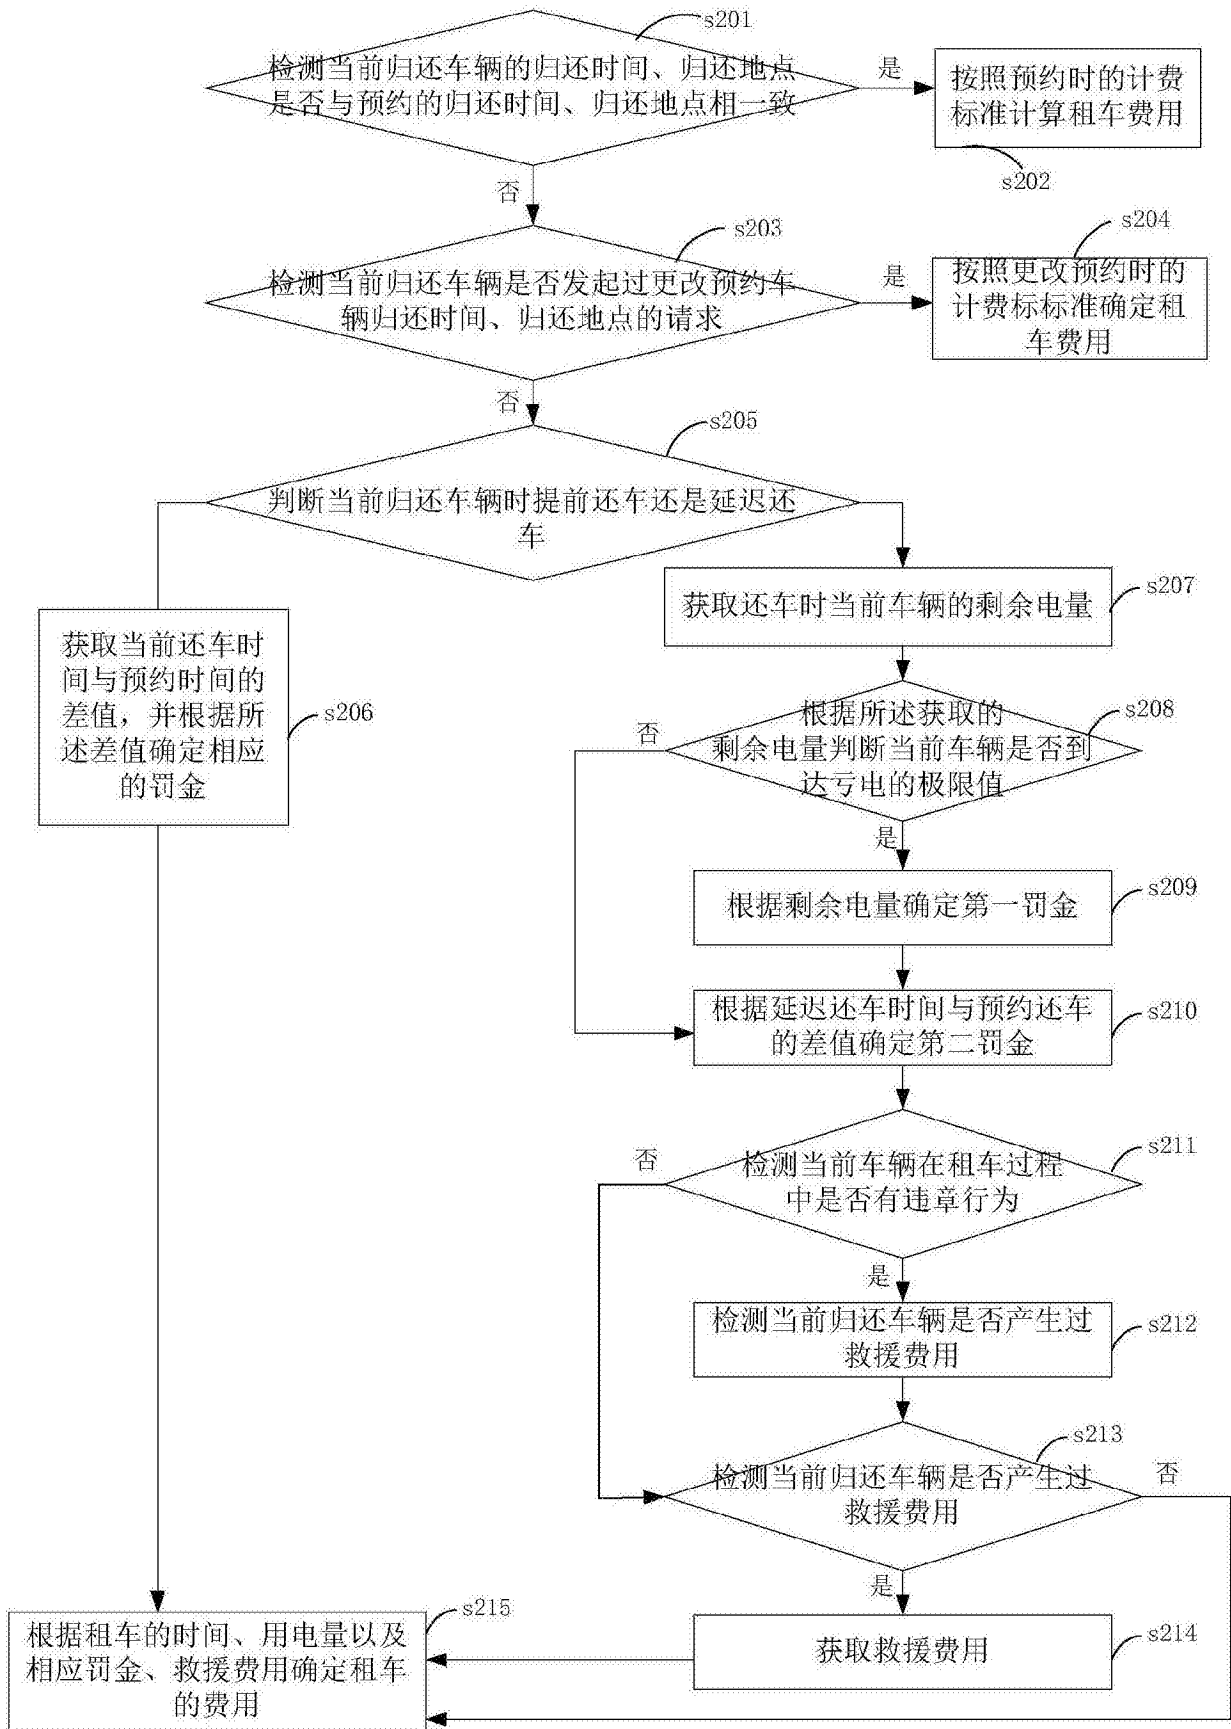 s201
检测当前归还车辆的归还时间、归还地点
是否与预约的归还时间、归还地点相一致
是
按照预约时的计费
标准计算租车费用
s202
否
s203
检测当前归还车辆是否发起过更改预约车
辆归还时间、归还地点的请求
是
s204
按照更改预约时的
计费标标准确定租
车费用
否
s205
判断当前归还车辆时提前还车还是延迟还
车
s207
获取还车时当前车辆的剩余电量
获取当前还车时
间与预约时间的
差值，并根据所
述差值确定相应
的罚金
s206
s208
否
根据所述获取的
剩余电量判断当前车辆是否到
达亏电的极限值
是
s209
根据剩余电量确定第一罚金
s210
根据延迟还车时间与预约还车
的差值确定第二罚金
s211
否
检测当前车辆在租车过程
中是否有违章行为
是
s212
检测当前归还车辆是否产生过
救援费用
s213
检测当前归还车辆是否产生过
救援费用
否
是
s214
获取救援费用
s215
根据租车的时间、用电量以及
相应罚金、救援费用确定租车
的费用